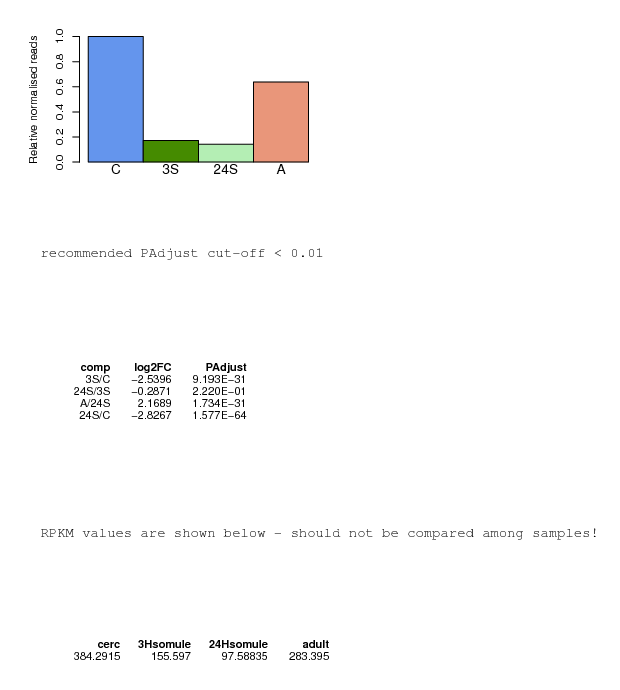 Relative normalised reads
1.0
0.8
0.6
0.4
0.2
0.0
C 3S 24S A
recommended PAdjust cut-off < 0.01
comp log2FC PAdjust
3S/C −2.5396 9.193E−31
24S/3S −0.2871 2.220E−01
A/24S 2.1689 1.734E−31
24S/C −2.8267 1.577E−64
RPKM values are shown below - should not be compared among samples!
cerc 3Hsomule 24Hsomule adult
384.2915 155.597 97.58835 283.395